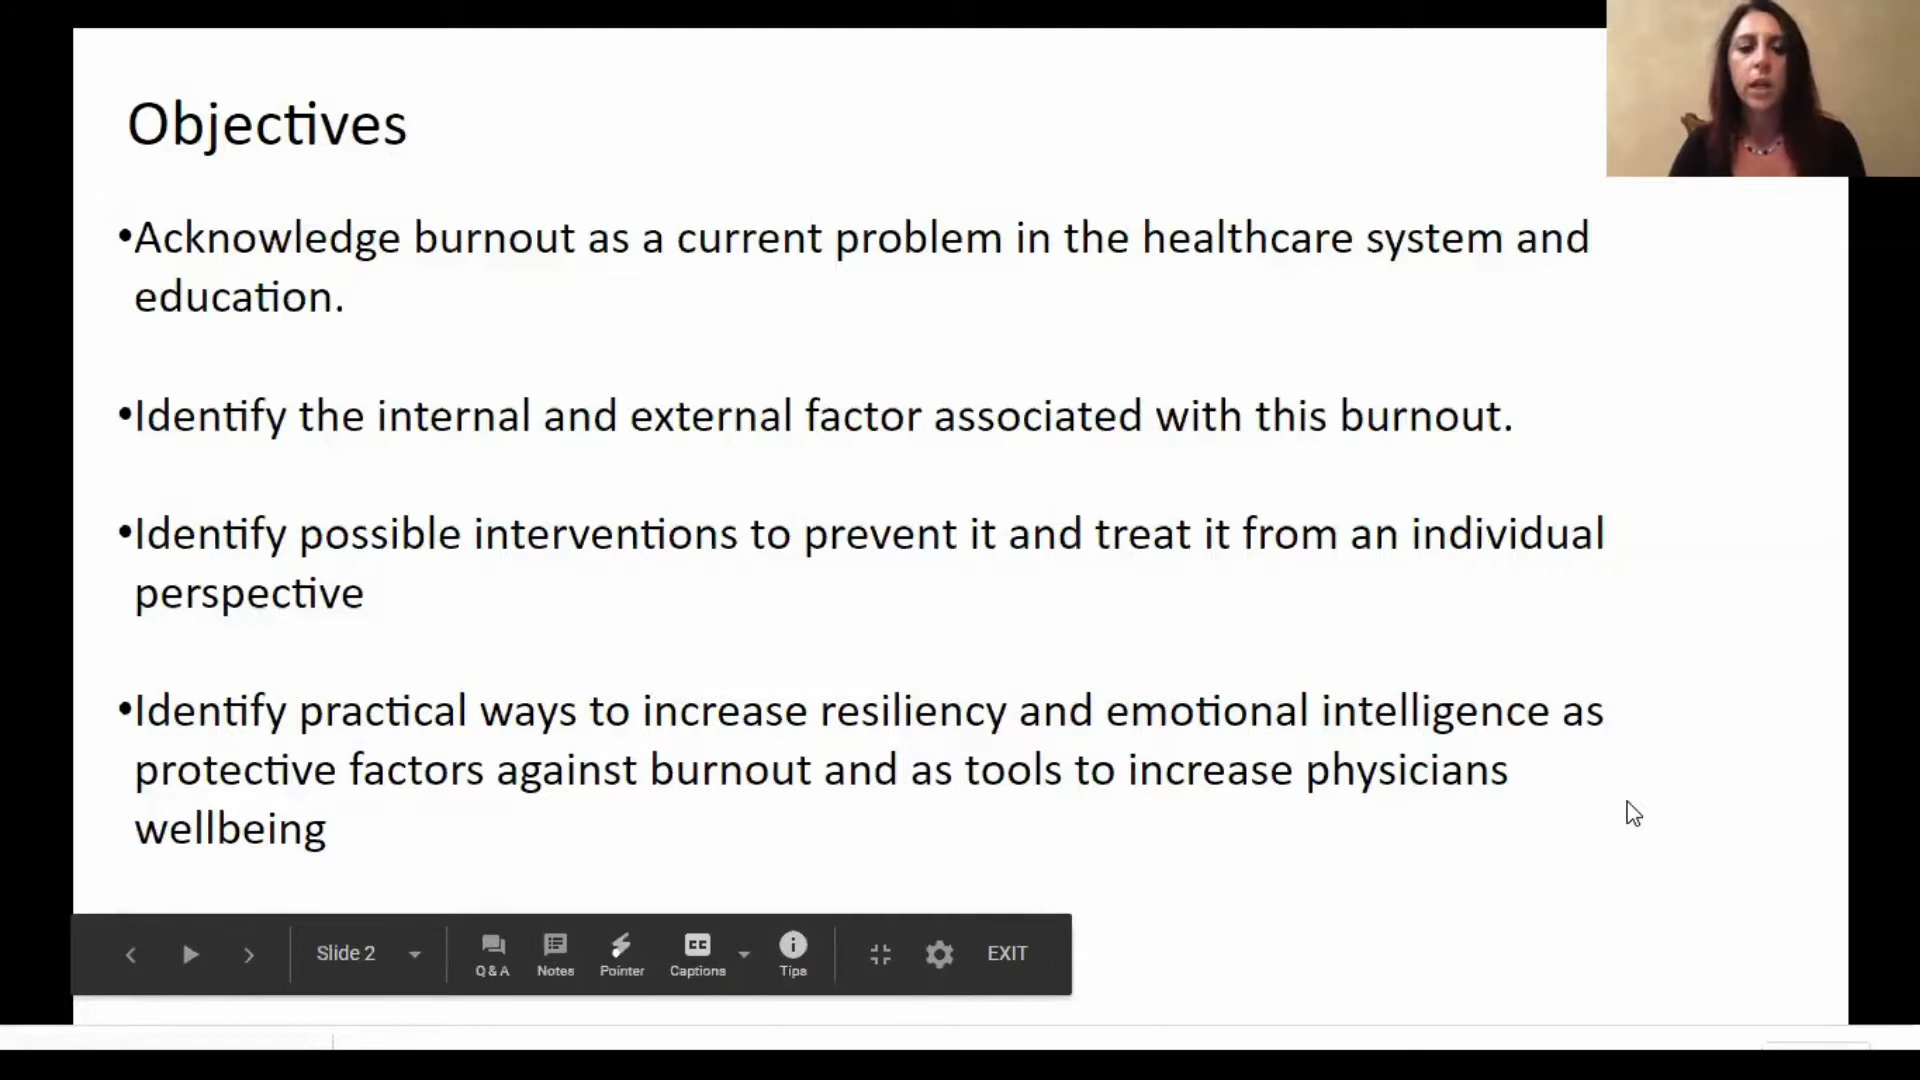 Objectives
•Acknowledge burnout as a current problem in the healthcare system and
education.
•Identify the internal and external factor associated with this burnout.
•Identify possible interventions to prevent it and treat it from an individual
perspective
•Identify practical ways to increase resiliency and emotional intelligence as
protective factors against burnout and as tools to increase physicians
wellbeing
Slide 2
Q & A
Notes
Pointer
CC
Captions
Tips
EXIT